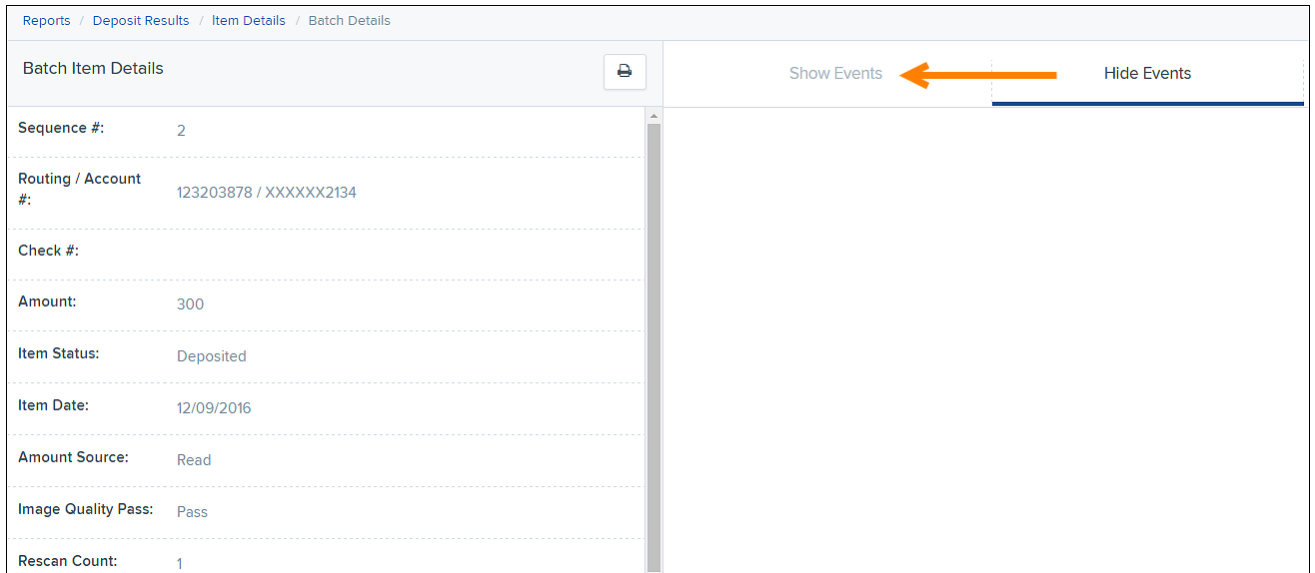 Reports / Deposit Results / Item Details / Batch Details
Batch Item Details
Show Events
Hide Events
Sequence #: 2
Routing / Account
#: 123203878 / XXXXXX2134
Check #:
Amount: 300
Item Status: Deposited
Item Date: 12/09/2016
Amount Source: Read
Image Quality Pass: Pass
Rescan Count: 1